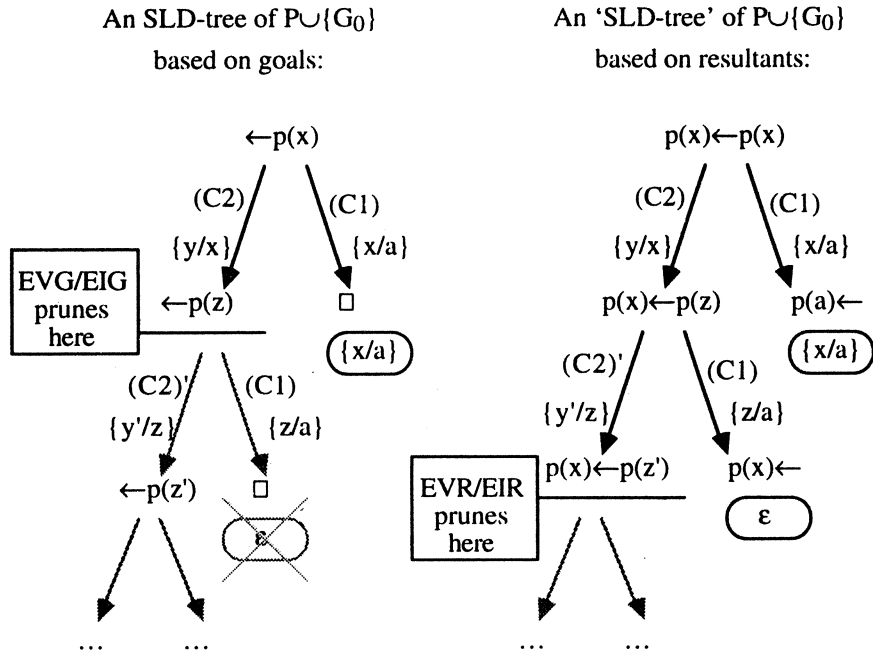 An SLD-tree of P∪{G₀}
based on goals:
←p(x)
(C2)
(C1)
{y/x}
{x/a}
EVG/EIG
prunes
here
←p(z)
□
{x/a}
(C2)'
(C1)
{y'/z}
{z/a}
←p(z')
□
ε
...
...
An ‘SLD-tree’ of P∪{G₀}
based on resultants:
p(x)←p(x)
(C2)
(C1)
{y/x}
{x/a}
p(x)←p(z)
p(a)←
{x/a}
(C2)'
(C1)
{y'/z}
{z/a}
EVR/EIR
prunes
here
p(x)←p(z')
p(x)←
ε
...
...